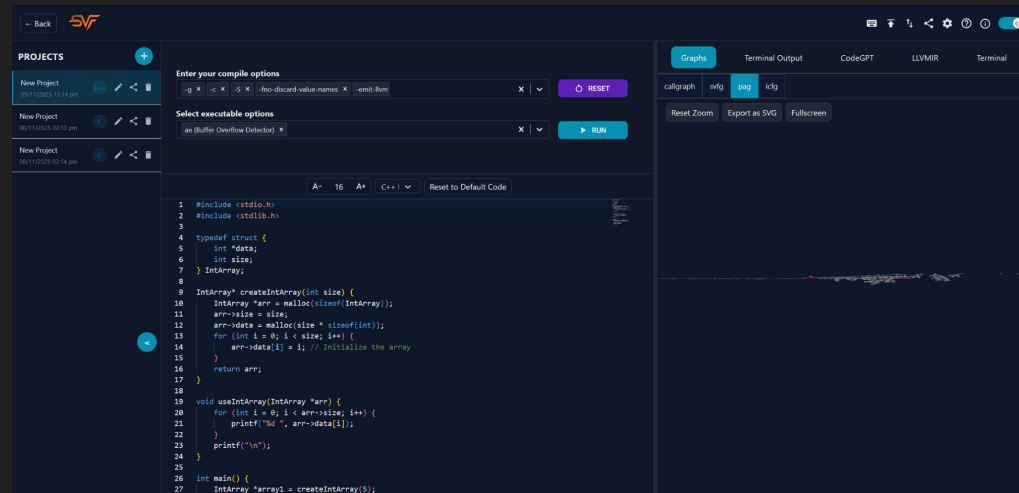 ← Back
SVF
PROJECTS
+
New Project
09/11/2025 12:14 pm
C++
New Project
08/11/2025 02:15 pm
C
New Project
08/11/2025 02:14 pm
C
Enter your compile options
-g × -c × -S × -fno-discard-value-names × -emit-llvm
RESET
Select executable options
ae (Buffer Overflow Detector) ×
RUN
A- 16 A+ C++ Reset to Default Code
1 #include <stdio.h>
2 #include <stdlib.h>
3
4 typedef struct {
5 int *data;
6 int size;
7 } IntArray;
8
9 IntArray* createIntArray(int size) {
10 IntArray *arr = malloc(sizeof(IntArray));
11 arr->size = size;
12 arr->data = malloc(size * sizeof(int));
13 for (int i = 0; i < size; i++) {
14 arr->data[i] = i; // Initialize the array
15 }
16 return arr;
17 }
18
19 void useIntArray(IntArray *arr) {
20 for (int i = 0; i < arr->size; i++) {
21 printf("%d ", arr->data[i]);
22 }
23 printf("\n");
24 }
25
26 int main() {
27 IntArray *array1 = createIntArray(5);
Graphs Terminal Output CodeGPT LLVMIR Terminal
callgraph svfg pag icfg
Reset Zoom Export as SVG Fullscreen